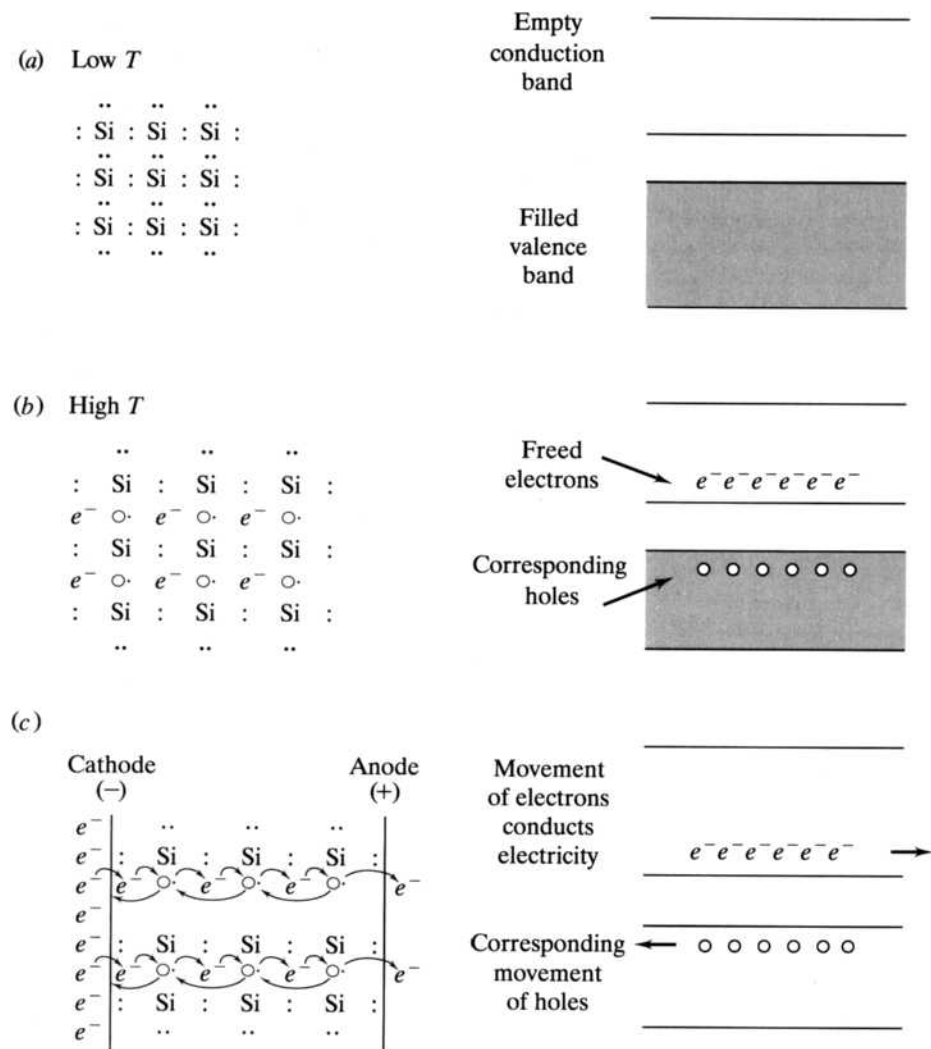 (a) Low T
.. .. ..
: Si : Si : Si :
.. .. ..
: Si : Si : Si :
.. .. ..
: Si : Si : Si :
.. .. ..
Empty
conduction
band
Filled
valence
band
(b) High T
.. .. ..
: Si : Si : Si :
e⁻ ○· e⁻ ○· e⁻ ○·
: Si : Si : Si :
e⁻ ○· e⁻ ○· e⁻ ○·
: Si : Si : Si :
.. .. ..
Freed
electrons
e⁻e⁻e⁻e⁻e⁻e⁻
Corresponding
holes
(c)
Cathode
(−)
Anode
(+)
e⁻ .. .. ..
e⁻ : Si : Si : Si :
e⁻ e⁻ ○· e⁻ ○· e⁻ ○· e⁻
e⁻
e⁻ : Si : Si : Si :
e⁻ e⁻ ○· e⁻ ○· e⁻ ○· e⁻
e⁻ : Si : Si : Si :
e⁻ .. .. ..
Movement
of electrons
conducts
electricity
e⁻e⁻e⁻e⁻e⁻e⁻
Corresponding
movement
of holes